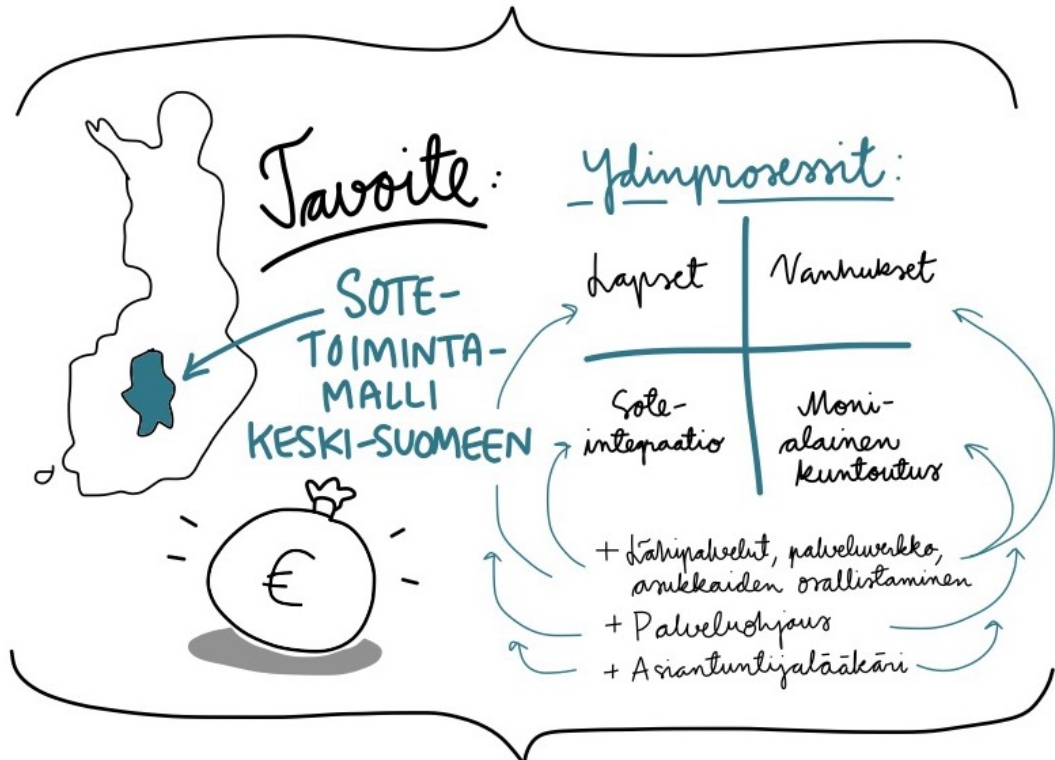 Tavoite:
SOTE-
TOIMINTA-
MALLI
KESKI-SUOMEEN
€
Ydinprosessit:
Lapset
Vanhukset
Sote-
integraatio
Moni-
alainen
kuntoutus
+ Lähipalvelut, palveluverkko,
asukkaiden osallistaminen
+ Palveluohjaus
+ Asiantuntijalääkäri